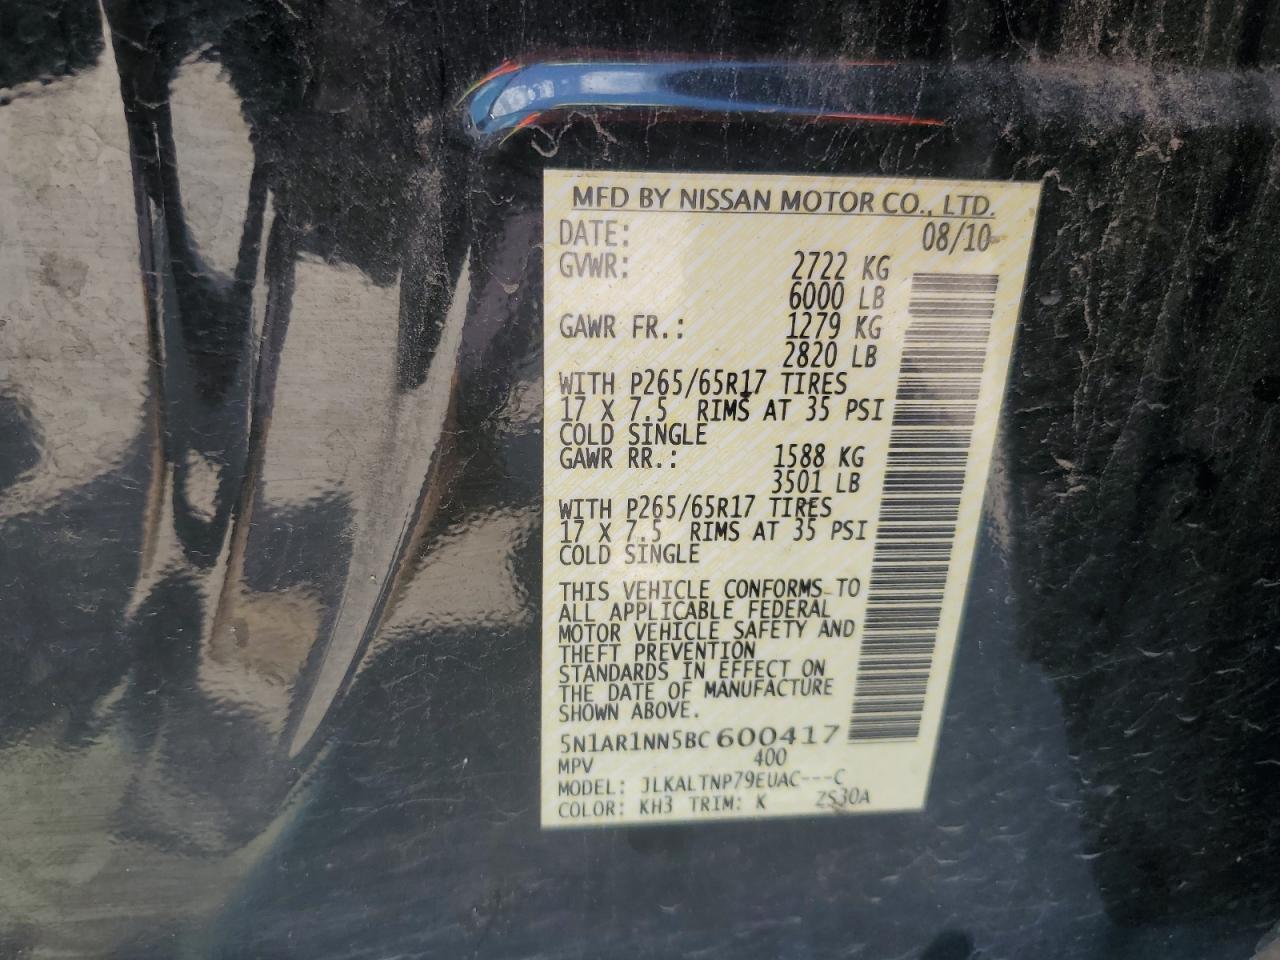 MFD BY NISSAN MOTOR CO., LTD.
DATE: 08/10
GVWR: 2722 KG
6000 LB
GAWR FR.: 1279 KG
2820 LB
WITH P265/65R17 TIRES
17 X 7.5 RIMS AT 35 PSI
COLD SINGLE
GAWR RR.: 1588 KG
3501 LB
WITH P265/65R17 TIRES
17 X 7.5 RIMS AT 35 PSI
COLD SINGLE
THIS VEHICLE CONFORMS TO
ALL APPLICABLE FEDERAL
MOTOR VEHICLE SAFETY AND
THEFT PREVENTION
STANDARDS IN EFFECT ON
THE DATE OF MANUFACTURE
SHOWN ABOVE.
5N1AR1NN5BC600417
MPV 400
MODEL: JLKALTNP79EUAC---C
COLOR: KH3 TRIM: K ZS30A